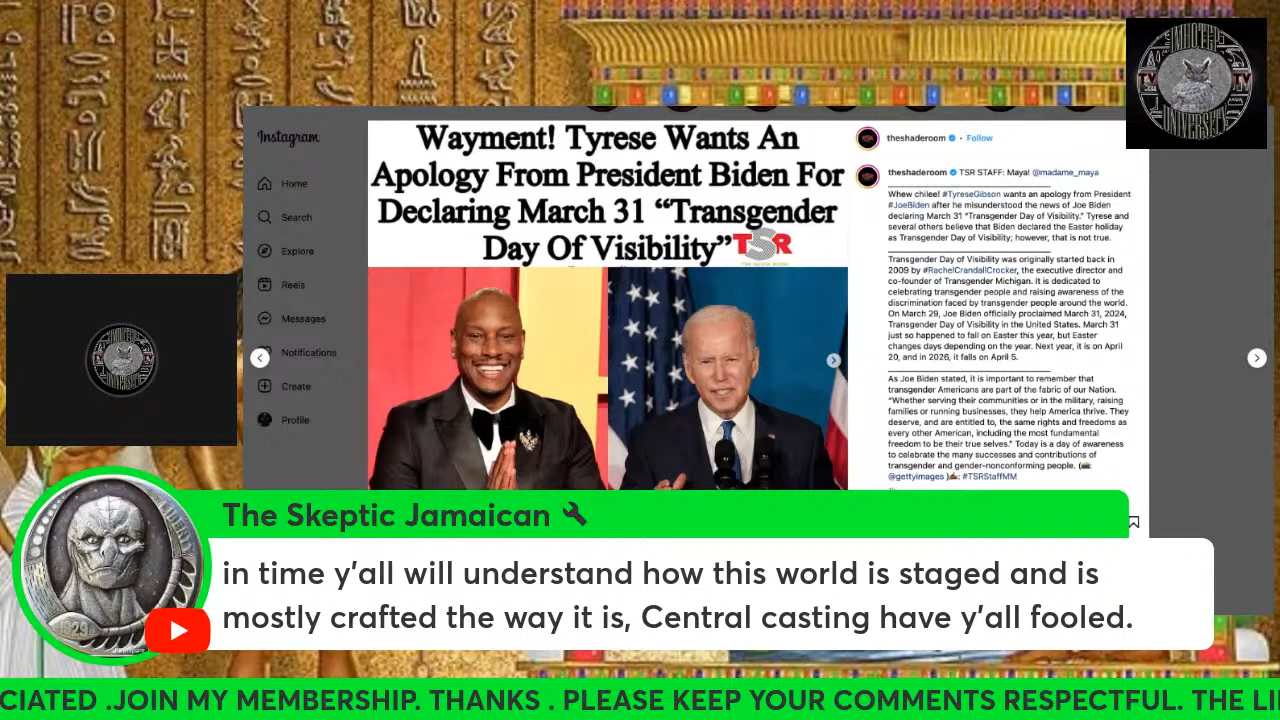 Instagram
Home
Search
Explore
Reels
Messages
Notifications
Create
Profile
Wayment! Tyrese Wants An
Apology From President Biden For
Declaring March 31 “Transgender
Day Of Visibility”
TSR
theshaderoom • Follow
theshaderoom TSR STAFF: Maya! @madame_maya
Whew chilee! #TyreseGibson wants an apology from President
#JoeBiden after he misunderstood the news of Joe Biden
declaring March 31 “Transgender Day of Visibility.” Tyrese and
several others believe that Biden declared the Easter holiday
as Transgender Day of Visibility; however, that is not true.
Transgender Day of Visibility was originally started back in
2009 by #RachelCrandallCrocker, the executive director and
co-founder of Transgender Michigan. It is dedicated to
celebrating transgender people and raising awareness of the
discrimination faced by transgender people around the world.
On March 29, Joe Biden officially proclaimed March 31, 2024,
Transgender Day of Visibility in the United States. March 31
just so happened to fall on Easter this year, but Easter
changes days depending on the year. Next year, it is on April
20, and in 2026, it falls on April 5.
As Joe Biden stated, it is important to remember that
transgender Americans are part of the fabric of our Nation.
“Whether serving their communities or in the military, raising
families or running businesses, they help America thrive. They
deserve, and are entitled to, the same rights and freedoms as
every other American, including the most fundamental
freedom to be their true selves.” Today is a day of awareness
to celebrate the many successes and contributions of
transgender and gender-nonconforming people. (📸:
@gettyimages )✍🏾: #TSRStaffMM
IMHOTEP
TV TV
UNIVERSITY
The Skeptic Jamaican
in time y’all will understand how this world is staged and is
mostly crafted the way it is, Central casting have y’all fooled.
1929
CIATED .JOIN MY MEMBERSHIP. THANKS . PLEASE KEEP YOUR COMMENTS RESPECTFUL. THE LI